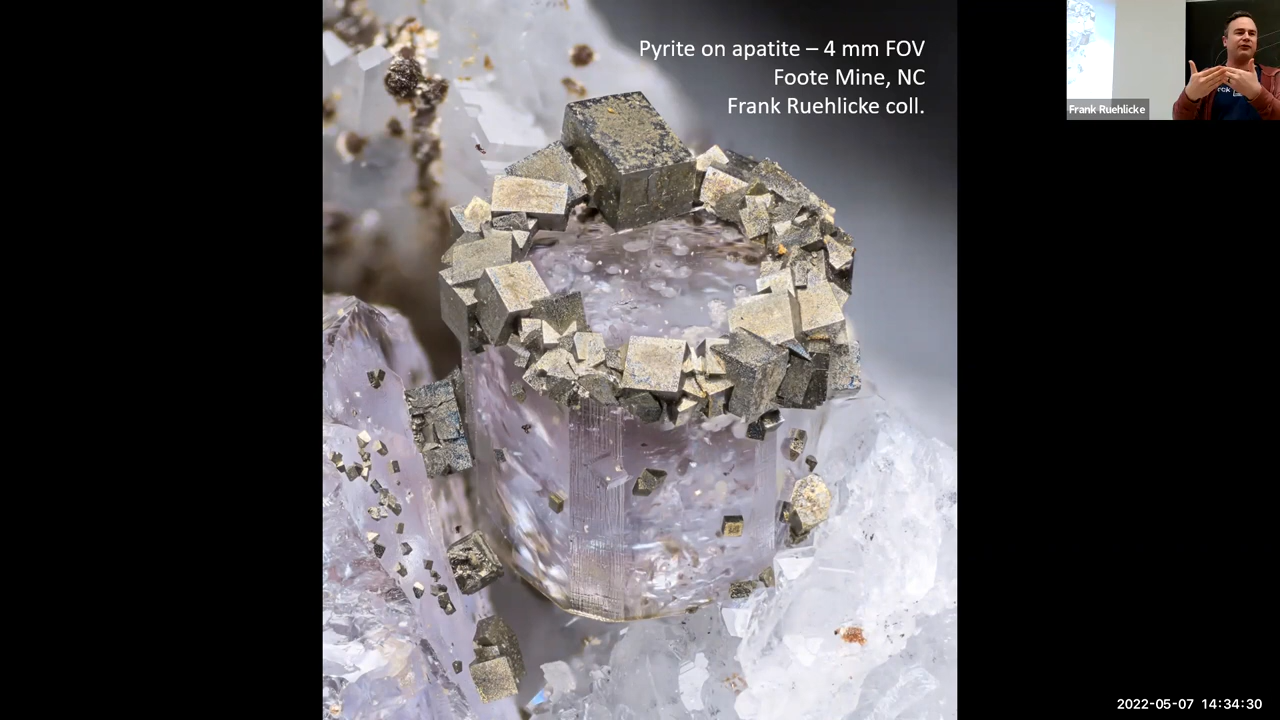 Pyrite on apatite – 4 mm FOV
Foote Mine, NC
Frank Ruehlicke coll.
Frank Ruehlicke
2022-05-07 14:34:30